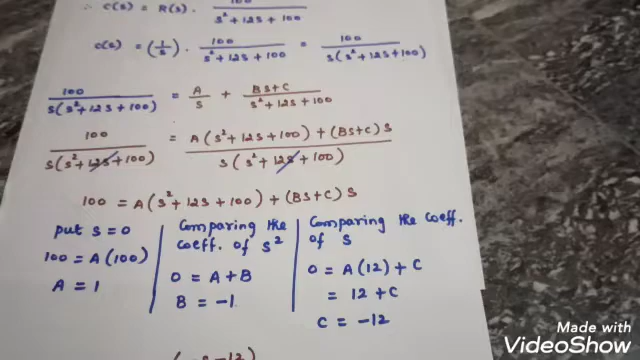 ∴ C(s) = R(s) . 100 / s² + 12s + 100
C(s) = (1/s) . 100 / s² + 12s + 100 = 100 / s(s² + 12s + 100)
100 / s(s² + 12s + 100) = A/s + Bs+C / s² + 12s + 100
100 / s(s² + 12s + 100) = A(s² + 12s + 100) + (Bs+C) s / s(s² + 12s + 100)
100 = A(s² + 12s + 100) + (Bs+C) s
put s = 0
100 = A(100)
A = 1
Comparing the
coeff. of s²
0 = A + B
B = -1
Comparing the coeff.
of s
0 = A(12) + C
= 12 + C
C = -12
(-s-12)
Made with
VideoShow